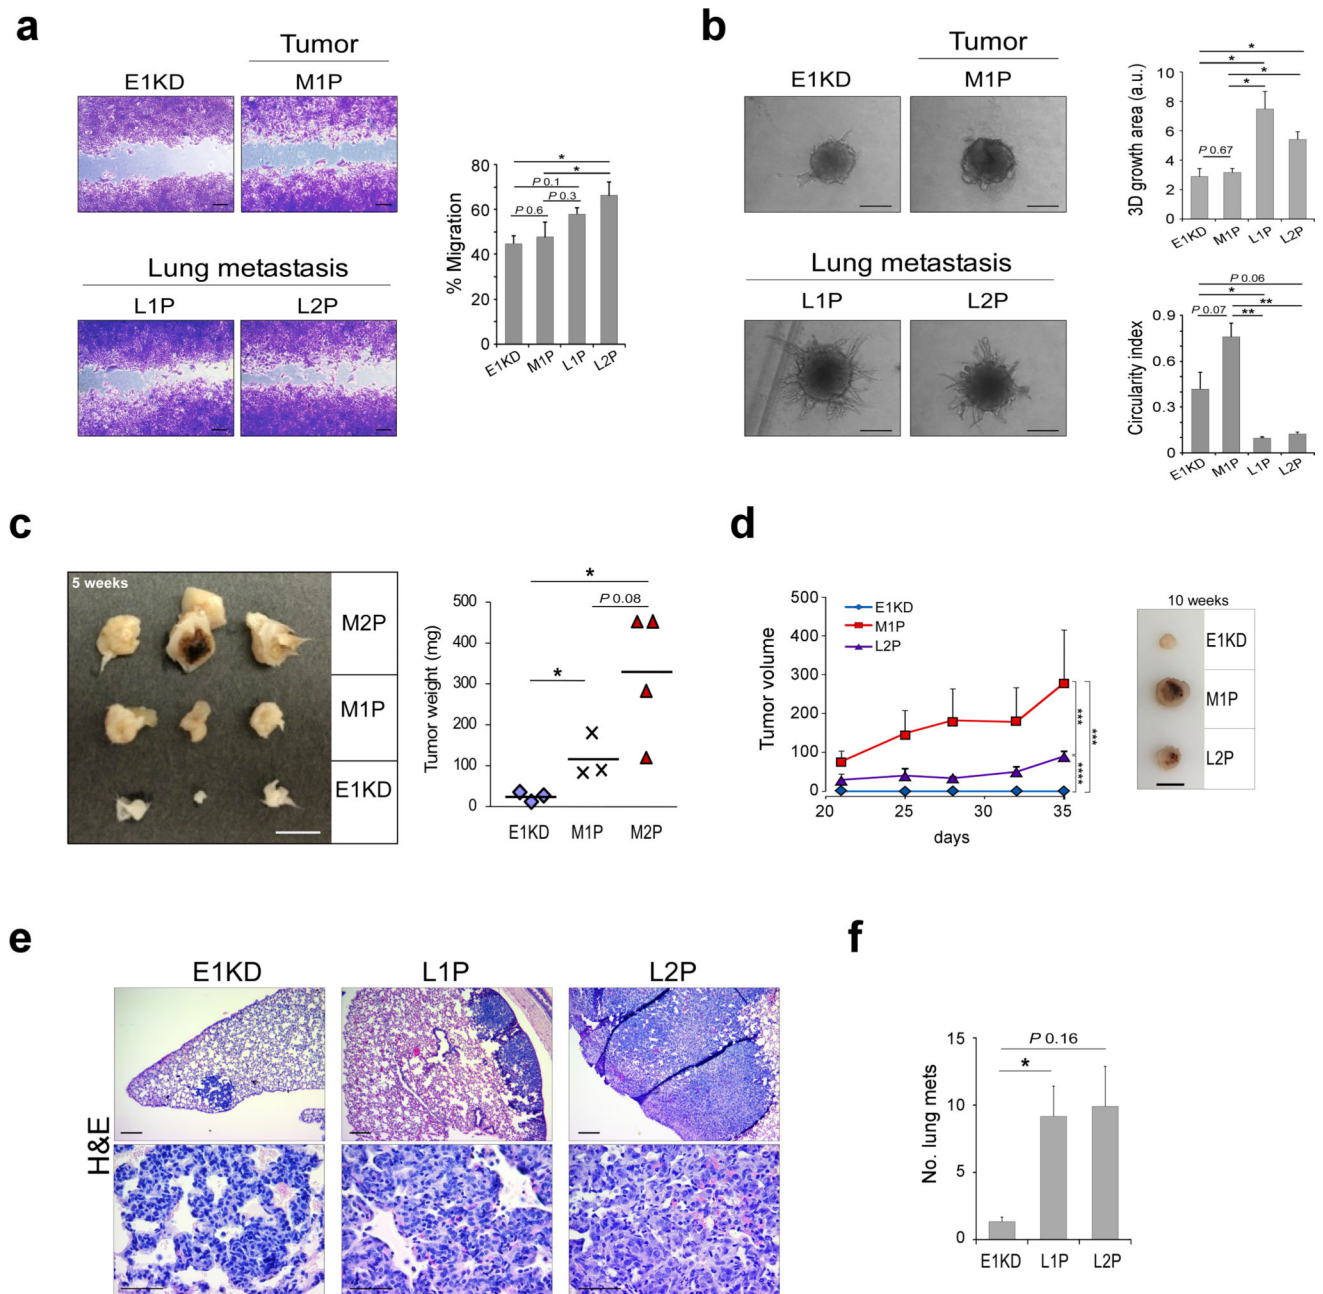 a
Tumor
E1KD
M1P
Lung metastasis
L1P
L2P
% Migration
80
60
40
20
0
*
*
P 0.1
P 0.3
P 0.6
E1KD
M1P
L1P
L2P
b
Tumor
E1KD
M1P
Lung metastasis
L1P
L2P
3D growth area (a.u.)
10
8
6
4
2
0
*
*
*
*
P 0.67
E1KD
M1P
L1P
L2P
Circularity index
0.9
0.6
0.3
0
P 0.06
*
**
P 0.07
**
E1KD
M1P
L1P
L2P
c
5 weeks
M2P
M1P
E1KD
Tumor weight (mg)
500
400
300
200
100
0
*
P 0.08
*
E1KD
M1P
M2P
d
Tumor volume
500
400
300
200
100
0
E1KD
M1P
L2P
***
***
****
20
25
30
35
days
10 weeks
E1KD
M1P
L2P
e
E1KD
L1P
L2P
H&E
f
No. lung mets
15
10
5
0
P 0.16
*
E1KD
L1P
L2P